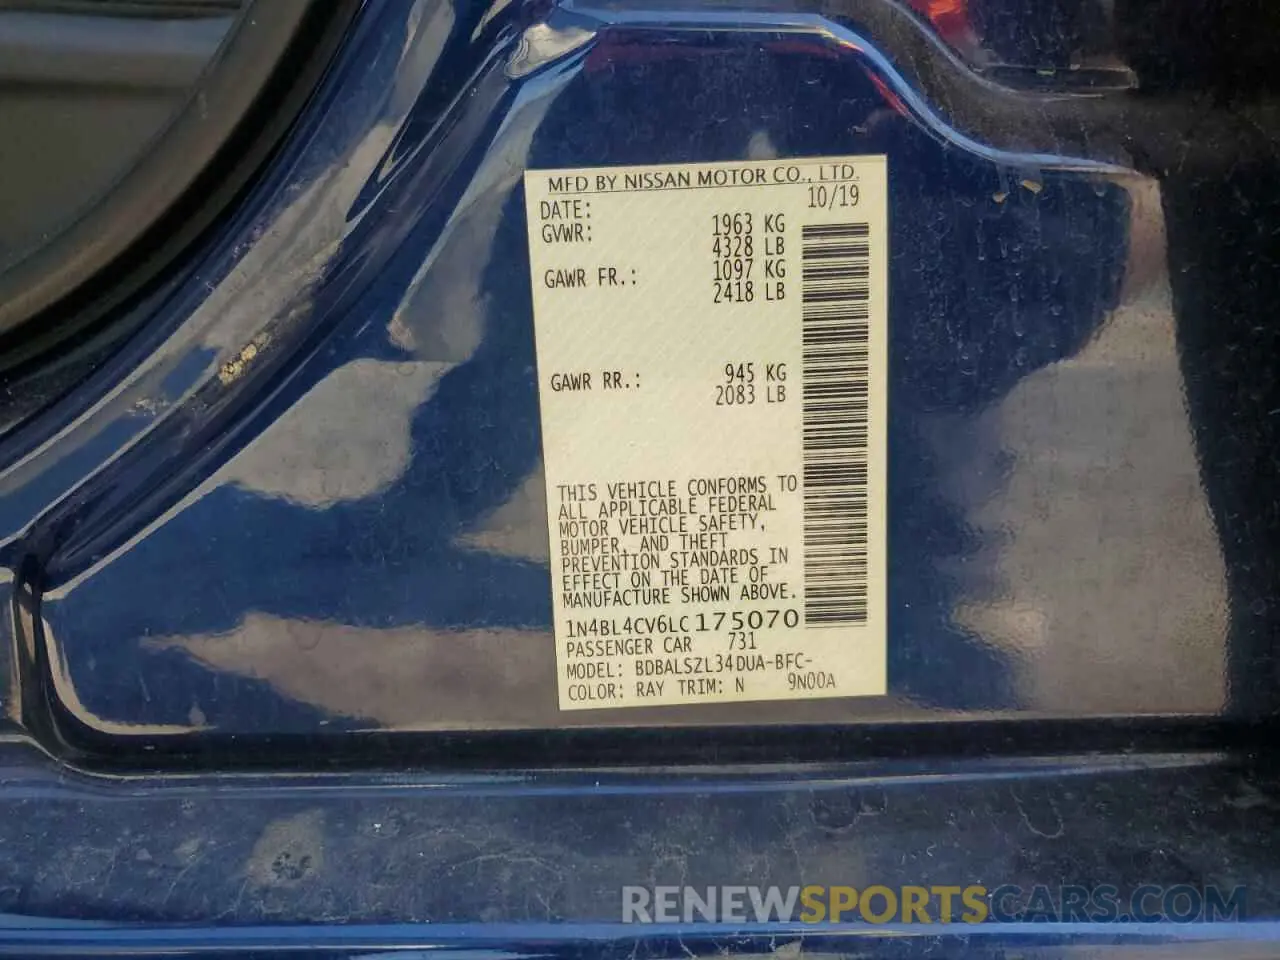 MFD BY NISSAN MOTOR CO., LTD.
DATE: 10/19
GVWR: 1963 KG
4328 LB
GAWR FR.: 1097 KG
2418 LB
GAWR RR.: 945 KG
2083 LB
THIS VEHICLE CONFORMS TO
ALL APPLICABLE FEDERAL
MOTOR VEHICLE SAFETY,
BUMPER, AND THEFT
PREVENTION STANDARDS IN
EFFECT ON THE DATE OF
MANUFACTURE SHOWN ABOVE.
1N4BL4CV6LC175070
PASSENGER CAR 731
MODEL: BDBALSZL34DUA-BFC-
COLOR: RAY TRIM: N 9N00A
RENEWSPORTSCARS.COM